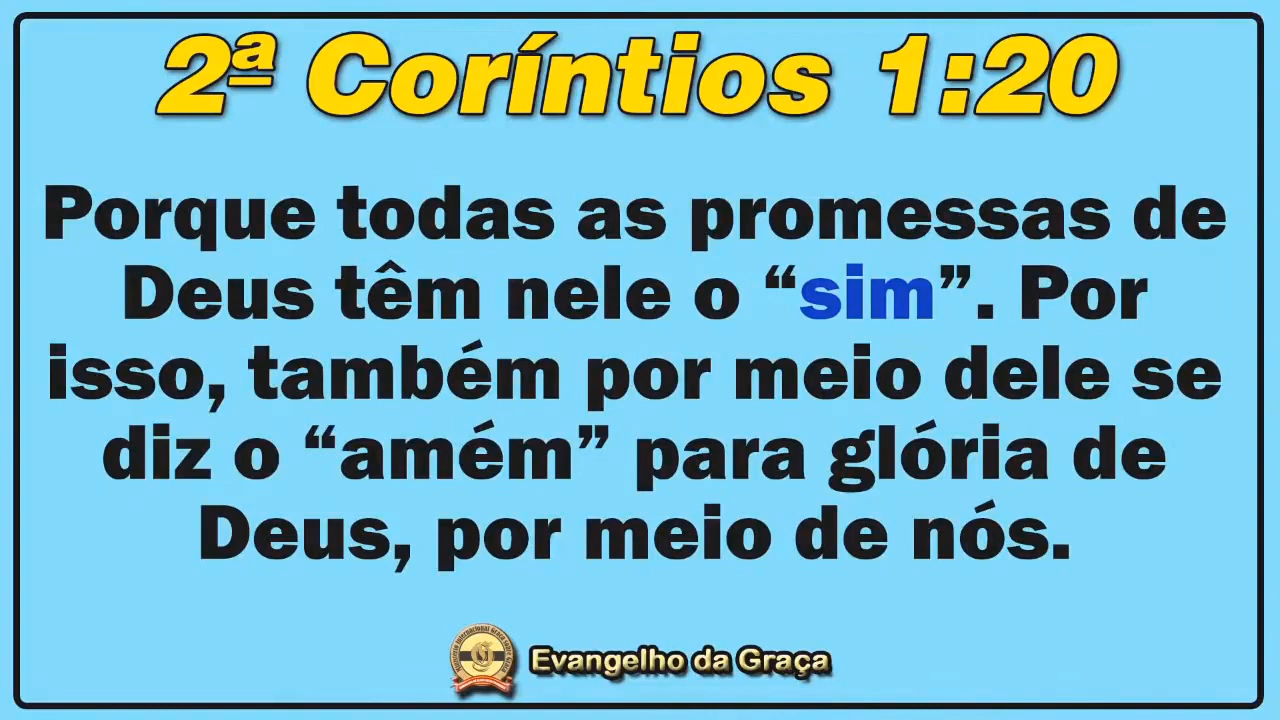 2ª Coríntios 1:20
Porque todas as promessas de
Deus têm nele o “sim”. Por
isso, também por meio dele se
diz o “amém” para glória de
Deus, por meio de nós.
Evangelho da Graça